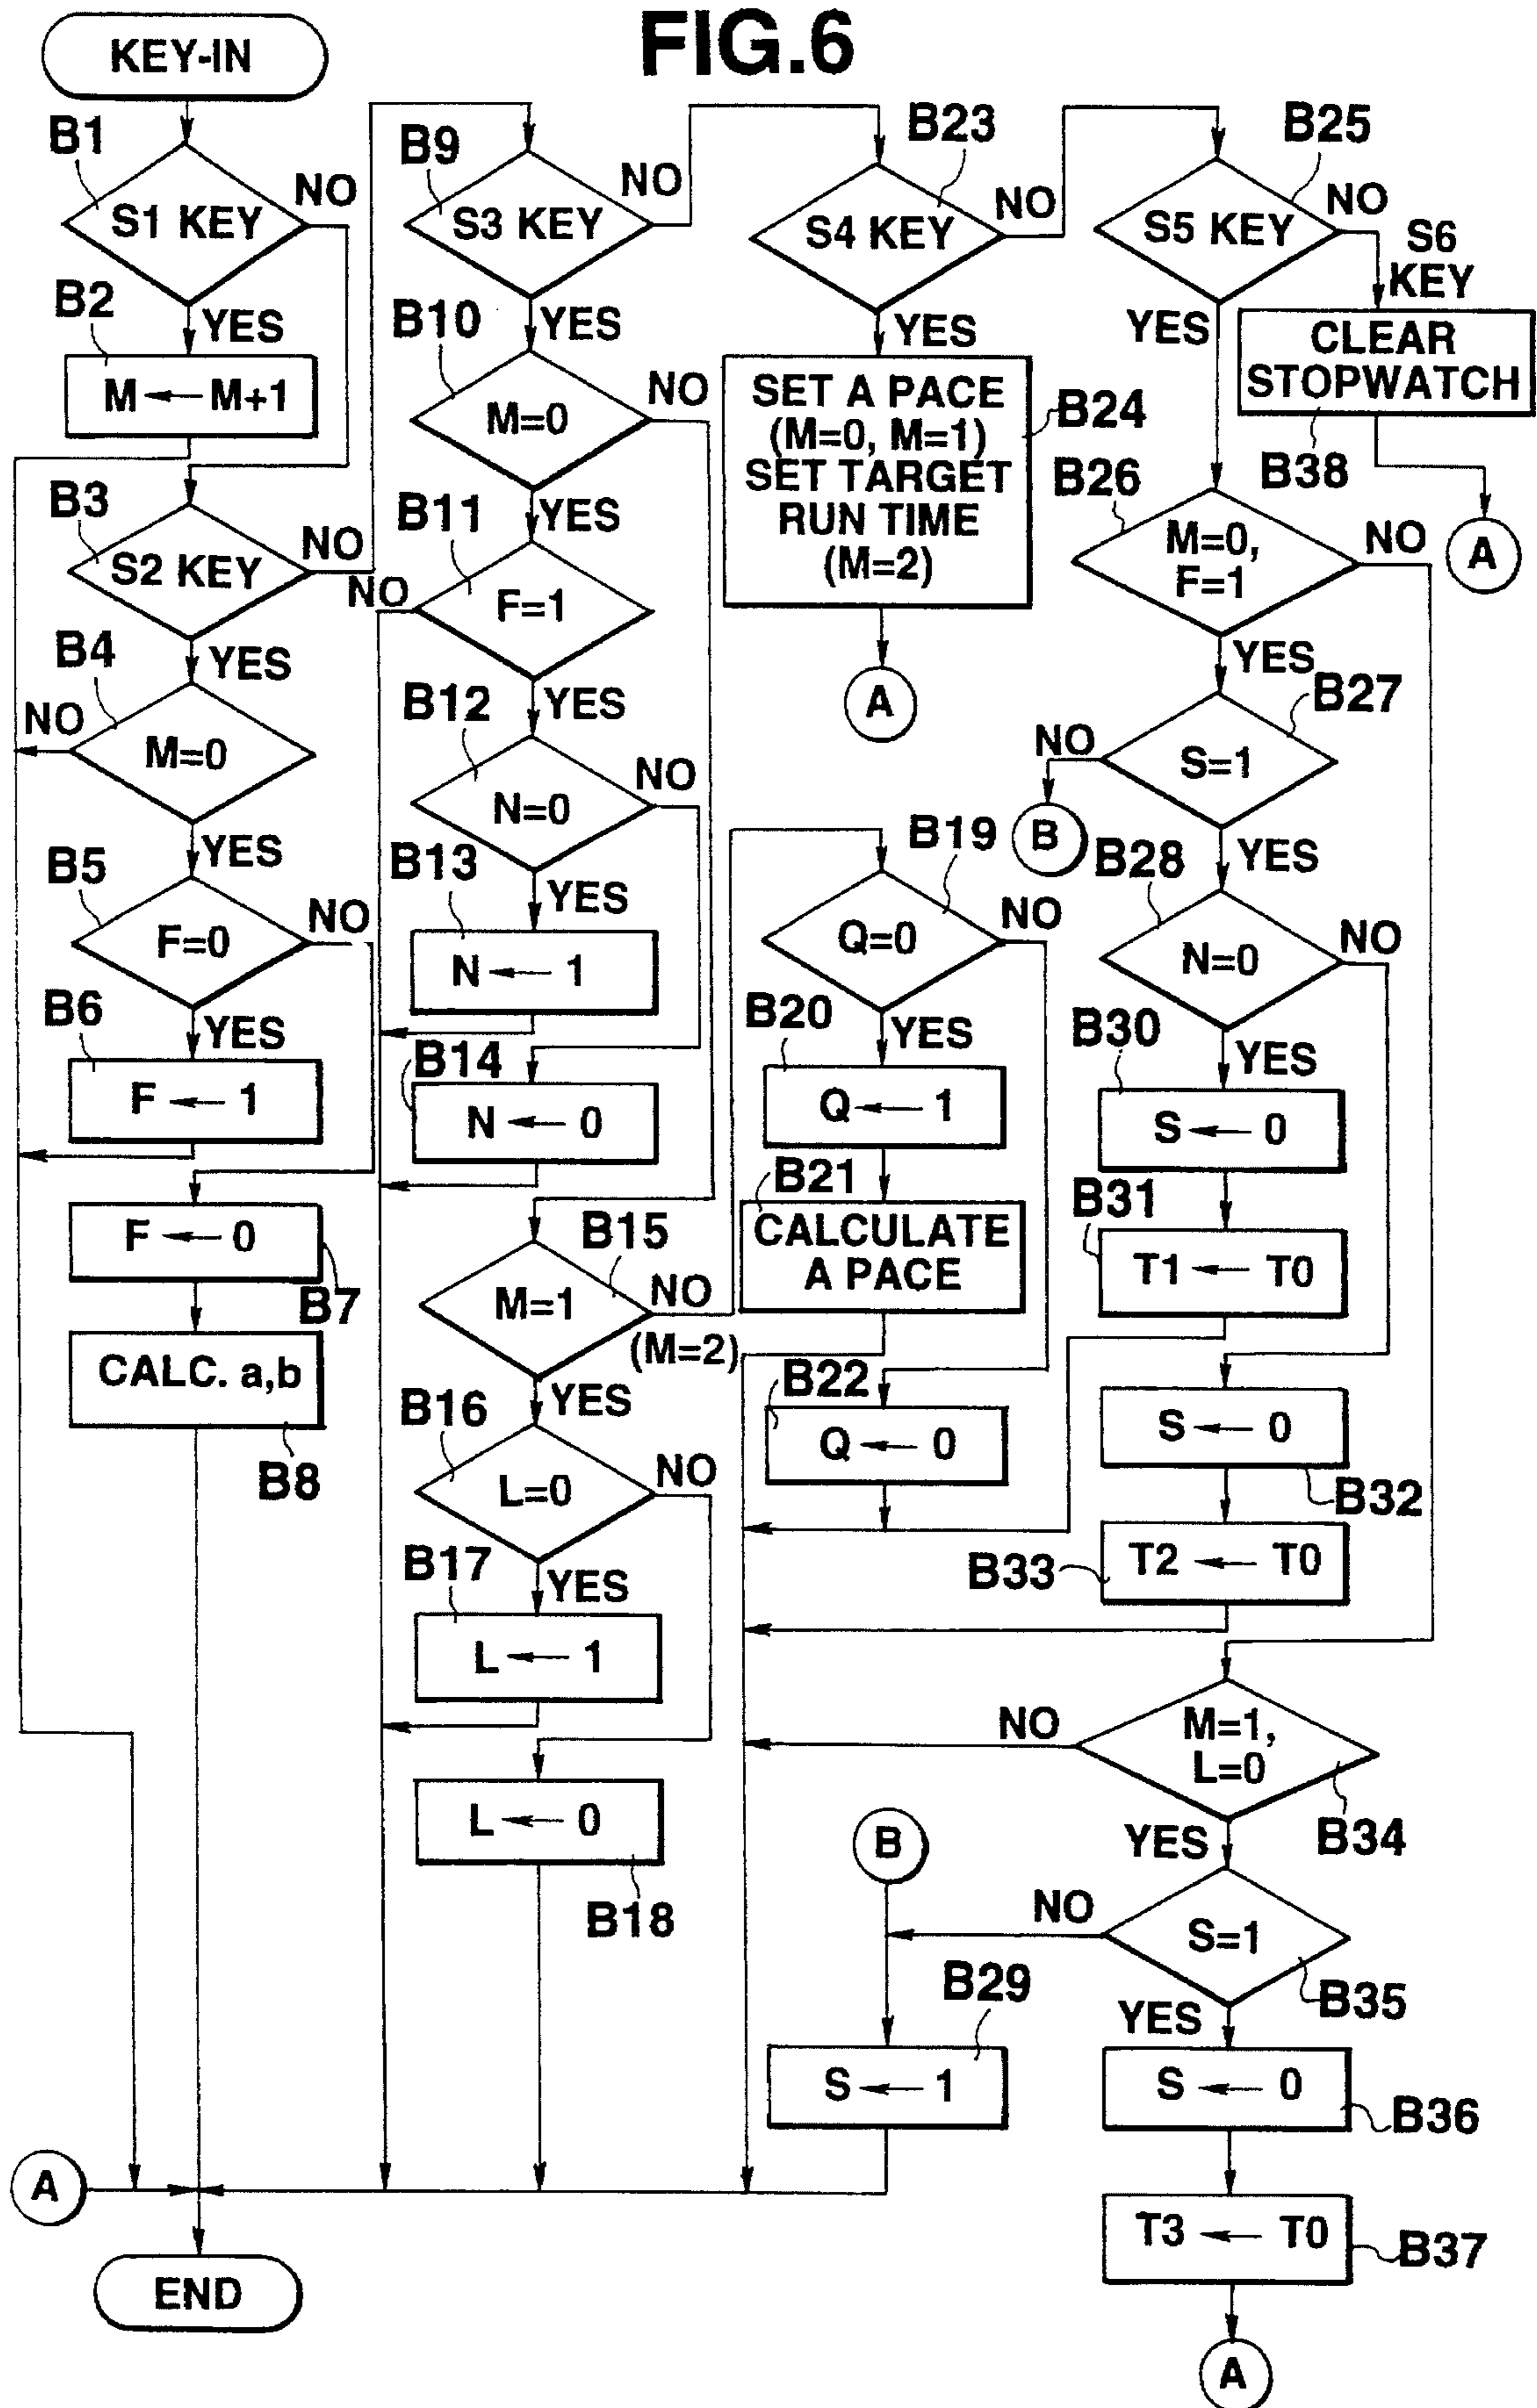 FIG.6
KEY-IN
B1
S1 KEY
NO
YES
B2
M ← M+1
B3
S2 KEY
NO
YES
B4
NO
M=0
YES
B5
F=0
NO
YES
B6
F ← 1
F ← 0
B7
CALC. a,b
B8
A
END
B9
S3 KEY
NO
YES
B10
M=0
NO
YES
B11
NO
F=1
YES
B12
N=0
NO
YES
B13
N ← 1
B14
N ← 0
B15
M=1
NO
(M=2)
YES
B16
L=0
NO
YES
B17
L ← 1
L ← 0
B18
B23
S4 KEY
NO
YES
SET A PACE
(M=0, M=1)
SET TARGET
RUN TIME
(M=2)
B24
A
B19
Q=0
NO
YES
B20
Q ← 1
B21
CALCULATE
A PACE
B22
Q ← 0
B
B29
S ← 1
B25
S5 KEY
NO
S6
KEY
YES
CLEAR
STOPWATCH
B38
A
B26
M=0,
F=1
NO
YES
B27
NO
S=1
B
YES
B28
N=0
NO
YES
B30
S ← 0
B31
T1 ← T0
S ← 0
B32
B33
T2 ← T0
NO
M=1,
L=0
B34
YES
NO
S=1
B35
YES
S ← 0
B36
T3 ← T0
B37
A